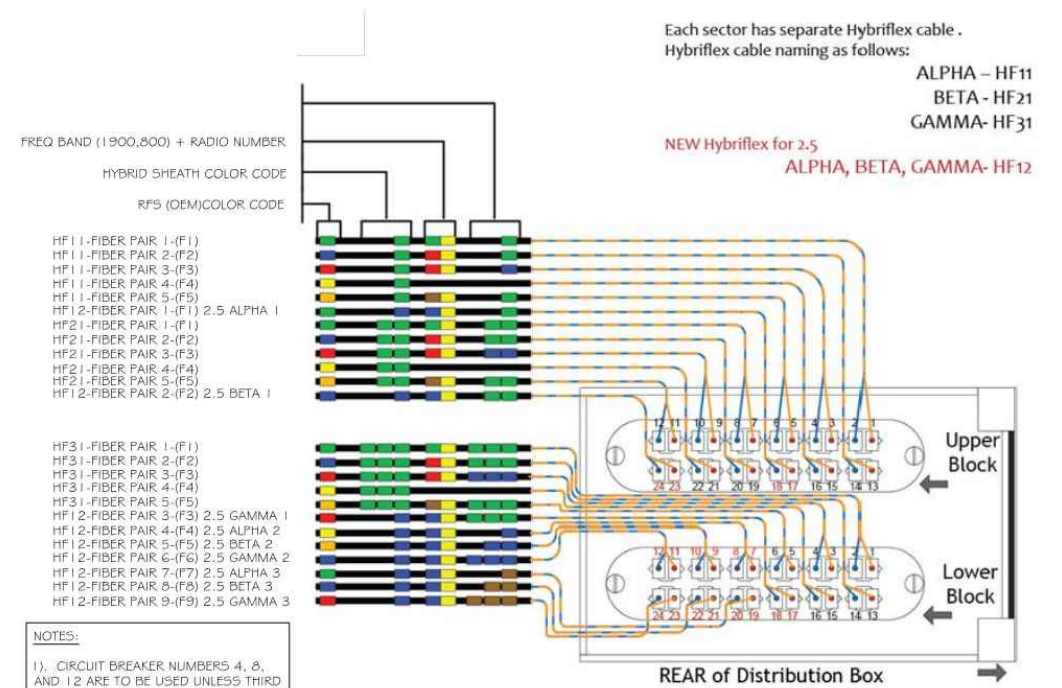 Each sector has separate Hybriflex cable .
Hybriflex cable naming as follows:
ALPHA – HF11
BETA - HF21
GAMMA- HF31
NEW Hybriflex for 2.5
ALPHA, BETA, GAMMA- HF12
FREQ BAND (1900,800) + RADIO NUMBER
HYBRID SHEATH COLOR CODE
RFS (OEM)COLOR CODE
HF11-FIBER PAIR 1-(F1)
HF11-FIBER PAIR 2-(F2)
HF11-FIBER PAIR 3-(F3)
HF11-FIBER PAIR 4-(F4)
HF11-FIBER PAIR 5-(F5)
HF12-FIBER PAIR 1-(F1) 2.5 ALPHA 1
HF21-FIBER PAIR 1-(F1)
HF21-FIBER PAIR 2-(F2)
HF21-FIBER PAIR 3-(F3)
HF21-FIBER PAIR 4-(F4)
HF21-FIBER PAIR 5-(F5)
HF12-FIBER PAIR 2-(F2) 2.5 BETA 1
12 11 10 9 8 7 6 5 4 3 2 1
Upper
Block
24 23 22 21 20 19 18 17 16 15 14 13
HF31-FIBER PAIR 1-(F1)
HF31-FIBER PAIR 2-(F2)
HF31-FIBER PAIR 3-(F3)
HF31-FIBER PAIR 4-(F4)
HF31-FIBER PAIR 5-(F5)
HF12-FIBER PAIR 3-(F3) 2.5 GAMMA 1
HF12-FIBER PAIR 4-(F4) 2.5 ALPHA 2
HF12-FIBER PAIR 5-(F5) 2.5 BETA 2
HF12-FIBER PAIR 6-(F6) 2.5 GAMMA 2
HF12-FIBER PAIR 7-(F7) 2.5 ALPHA 3
HF12-FIBER PAIR 8-(F8) 2.5 BETA 3
HF12-FIBER PAIR 9-(F9) 2.5 GAMMA 3
12 11 10 9 8 7 6 5 4 3 2 1
Lower
Block
24 23 22 21 20 19 18 17 16 15 14 13
REAR of Distribution Box
NOTES:
1). CIRCUIT BREAKER NUMBERS 4, 8,
AND 12 ARE TO BE USED UNLESS THIRD